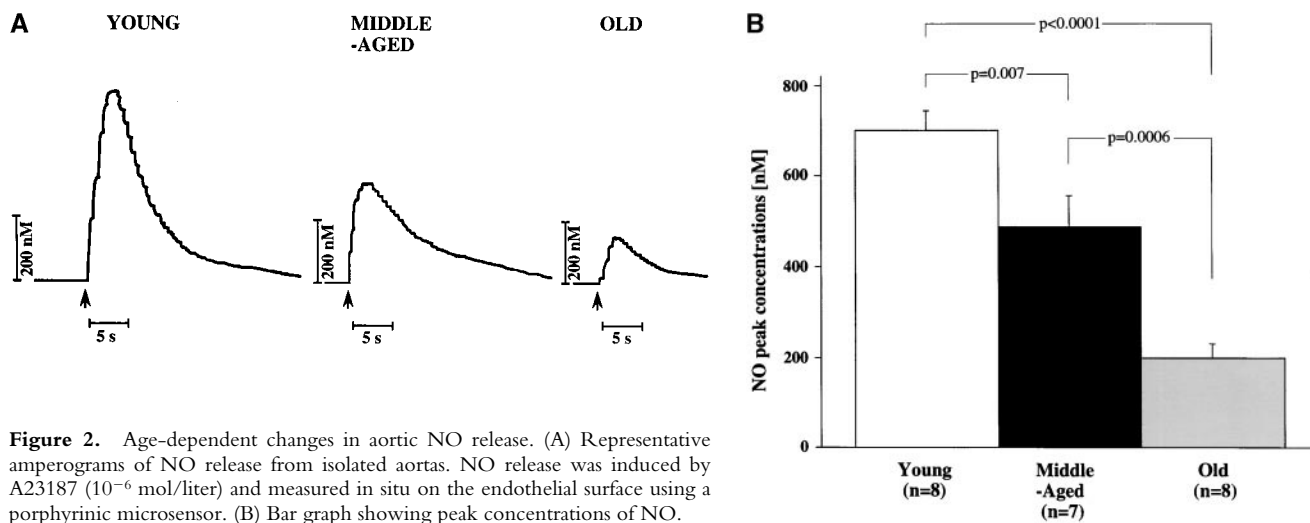 A
YOUNG
MIDDLE
-AGED
OLD
200 nM
5 s
200 nM
5 s
200 nM
5 s
B
p<0.0001
p=0.007
p=0.0006
NO peak concentrations [nM]
800
600
400
200
0
Young
(n=8)
Middle
-Aged
(n=7)
Old
(n=8)
Figure 2. Age-dependent changes in aortic NO release. (A) Representative
amperograms of NO release from isolated aortas. NO release was induced by
A23187 (10⁻⁶ mol/liter) and measured in situ on the endothelial surface using a
porphyrinic microsensor. (B) Bar graph showing peak concentrations of NO.